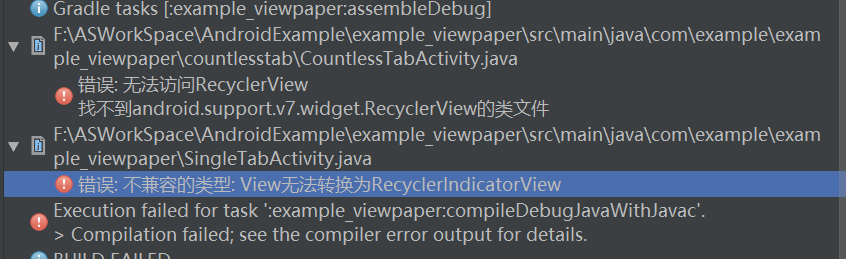 Gradle tasks [:example_viewpaper:assembleDebug]
F:\ASWorkSpace\AndroidExample\example_viewpaper\src\main\java\com\example\exam
ple_viewpaper\countlesstab\CountlessTabActivity.java
错误: 无法访问RecyclerView
找不到android.support.v7.widget.RecyclerView的类文件
F:\ASWorkSpace\AndroidExample\example_viewpaper\src\main\java\com\example\exam
ple_viewpaper\SingleTabActivity.java
错误: 不兼容的类型: View无法转换为RecyclerIndicatorView
Execution failed for task ':example_viewpaper:compileDebugJavaWithJavac'.
> Compilation failed; see the compiler error output for details.
BUILD FAILED